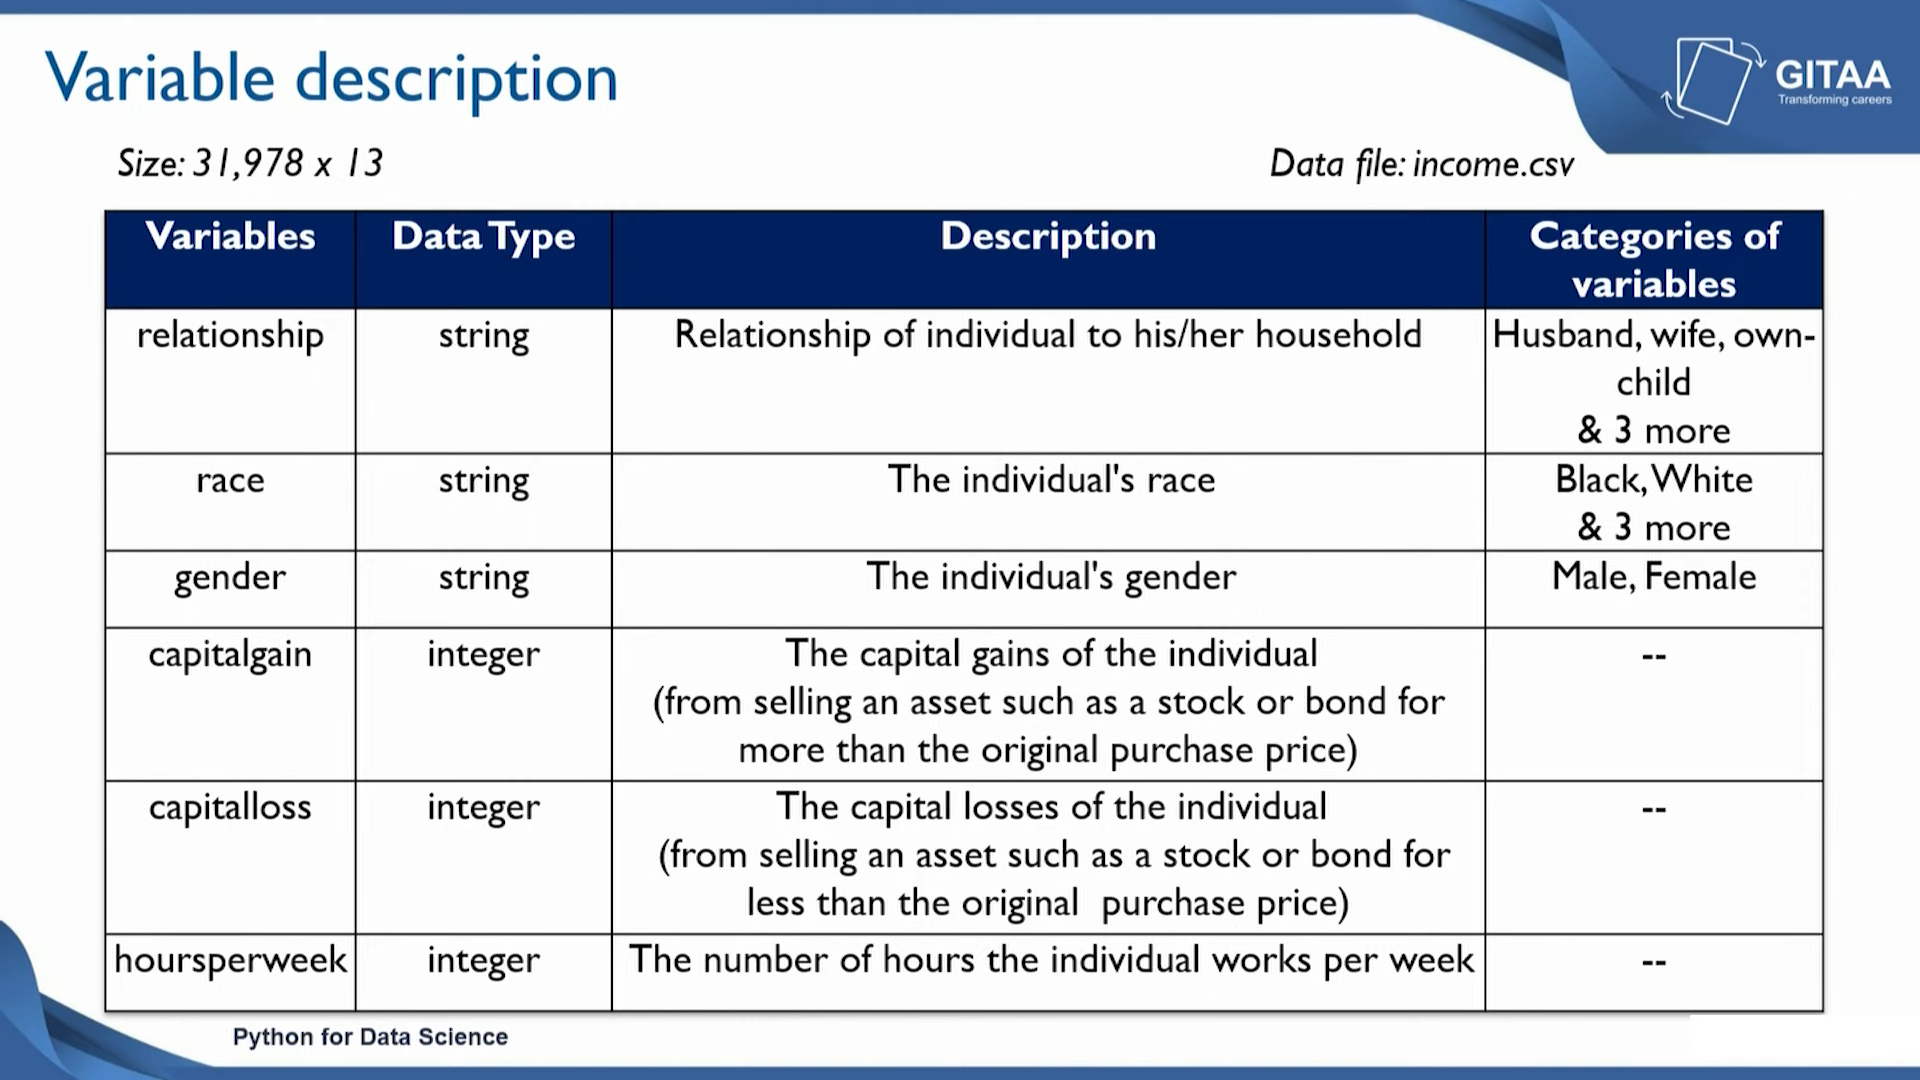 Variable description
GITAA
Transforming careers
Size: 31,978 x 13
Data file: income.csv
Variables
Data Type
Description
Categories of
variables
relationship
string
Relationship of individual to his/her household
Husband, wife, own-
child
& 3 more
race
string
The individual's race
Black, White
& 3 more
gender
string
The individual's gender
Male, Female
capitalgain
integer
The capital gains of the individual
(from selling an asset such as a stock or bond for
more than the original purchase price)
--
capitalloss
integer
The capital losses of the individual
(from selling an asset such as a stock or bond for
less than the original purchase price)
--
hoursperweek
integer
The number of hours the individual works per week
--
Python for Data Science